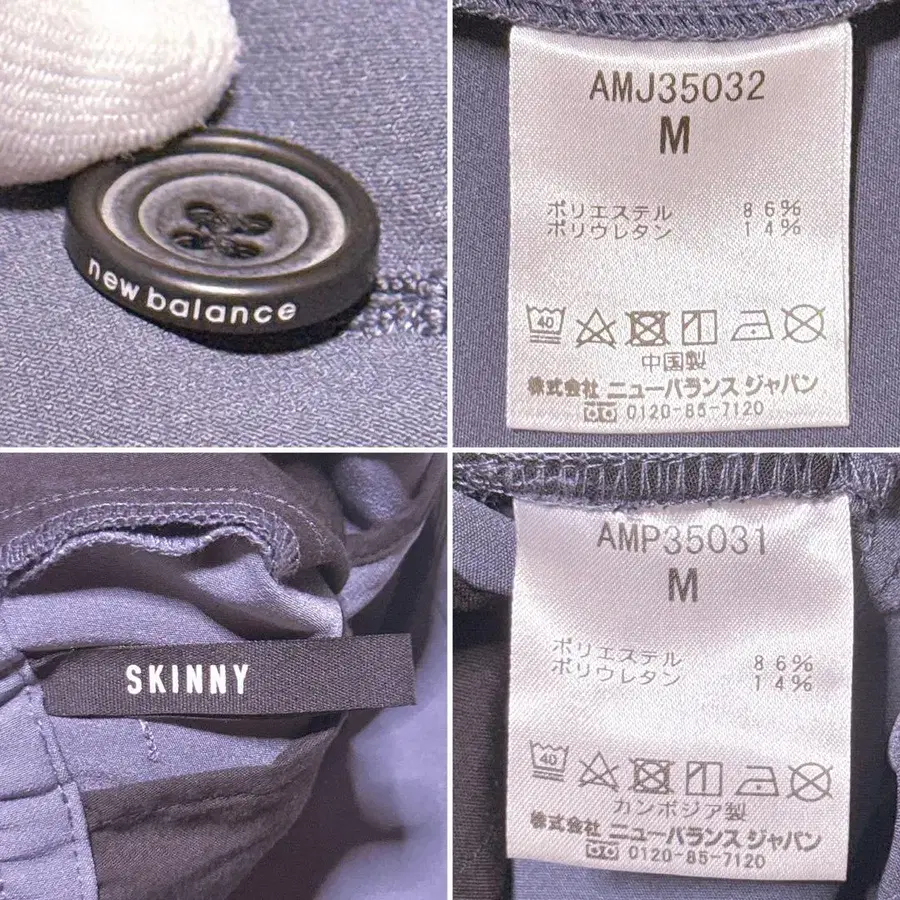 new balance
AMJ35032
M
ポリエステル 86%
ポリウレタン 14%
40
中国製
株式会社 ニューバランス ジャパン
0120-85-7120
SKINNY
AMP35031
M
ポリエステル 86%
ポリウレタン 14%
40
カンボジア製
株式会社 ニューバランス ジャパン
0120-85-7120